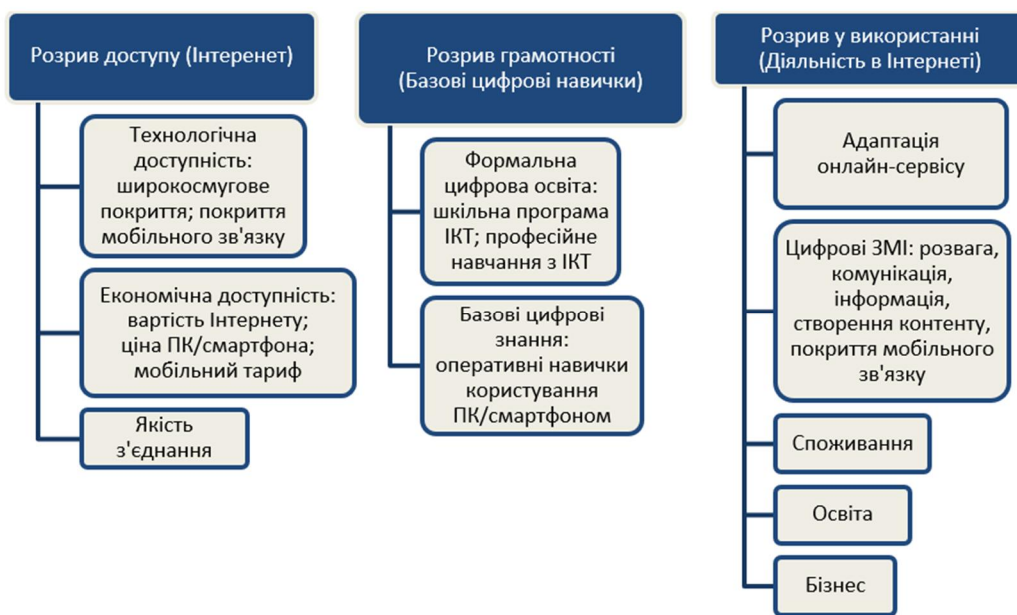 Розрив доступу (Інтеренет)
Технологічна
доступність:
широкосмугове
покриття; покриття
мобільного зв'язку
Економічна доступність:
вартість Інтернету;
ціна ПК/смартфона;
мобільний тариф
Якість
з'єднання
Розрив грамотності
(Базові цифрові навички)
Формальна
цифрова освіта:
шкільна програма
ІКТ; професійне
навчання з ІКТ
Базові цифрові
знання:
оперативні навички
користування
ПК/смартфоном
Розрив у використанні
(Діяльність в Інтернеті)
Адаптація
онлайн-сервісу
Цифрові ЗМІ: розвага,
комунікація,
інформація,
створення контенту,
покриття мобільного
зв'язку
Споживання
Освіта
Бізнес